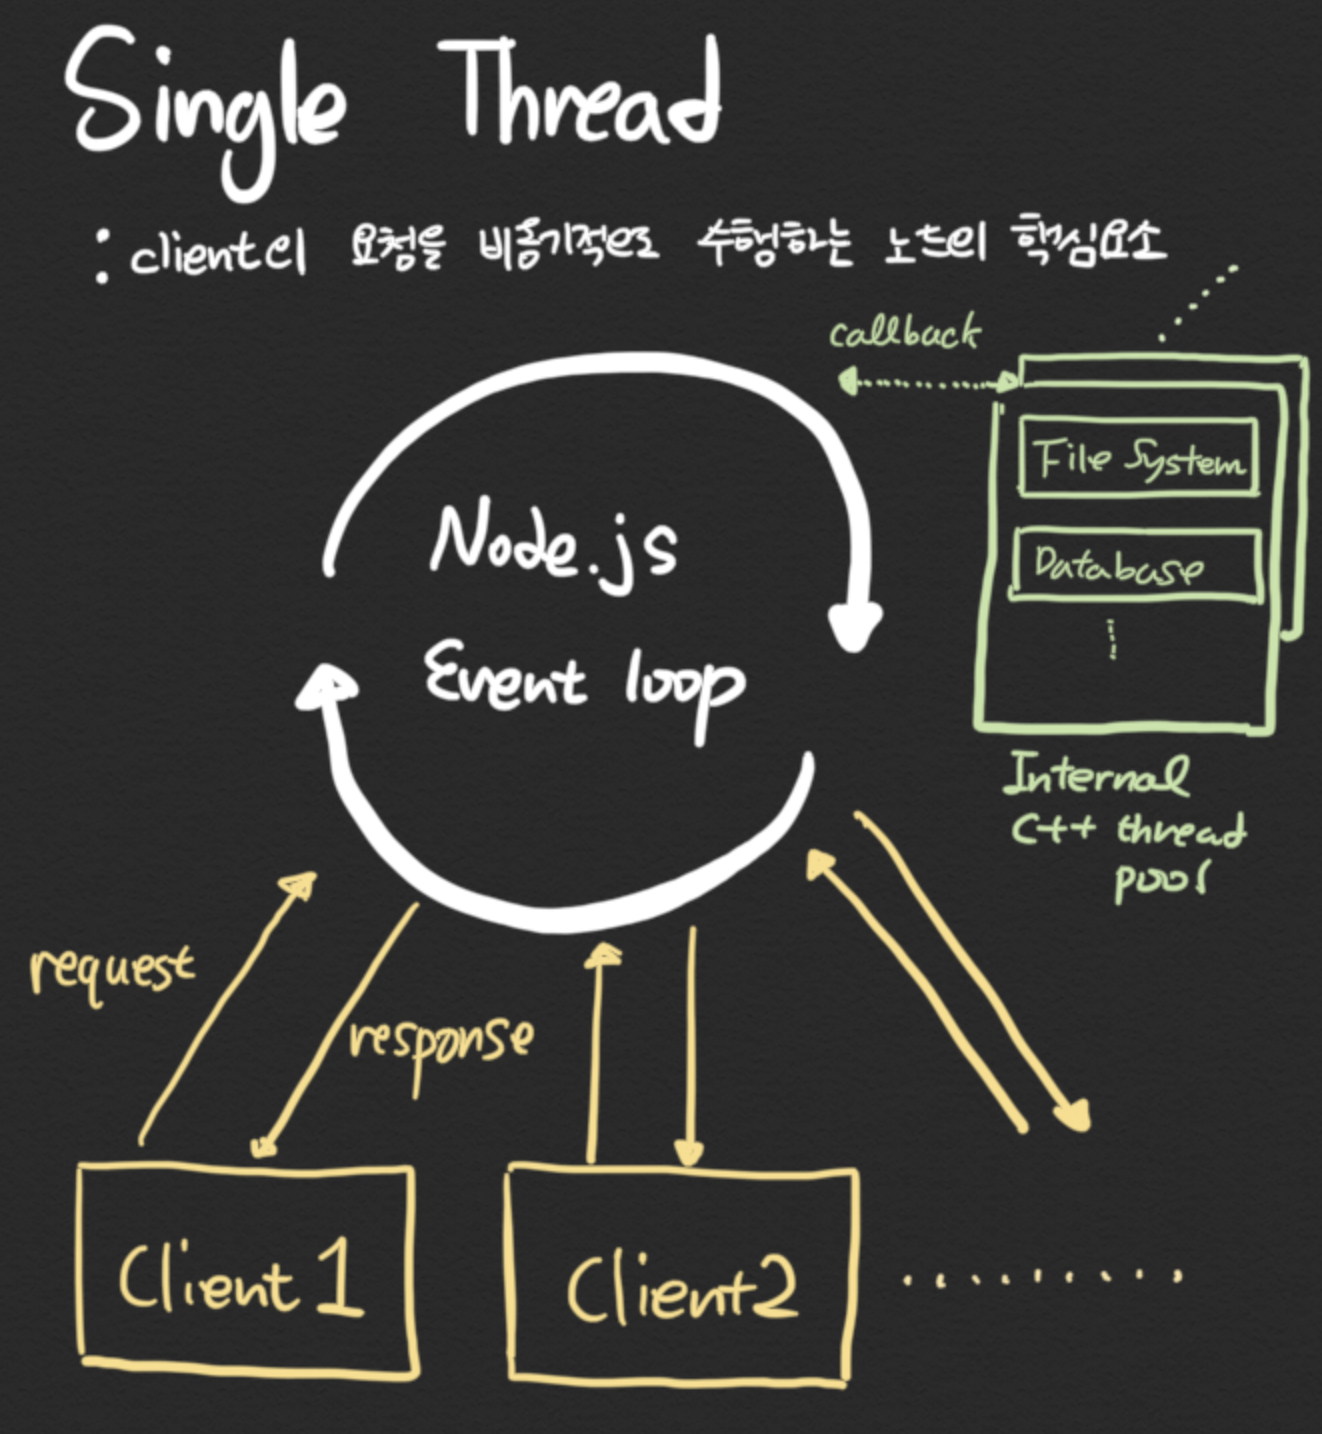 Single Thread
: client의 요청을 비동기적으로 수행하는 노드의 핵심요소
callback
File System
Database
Node.js
Event loop
Internal
C++ thread
pool
request
response
Client 1
Client2